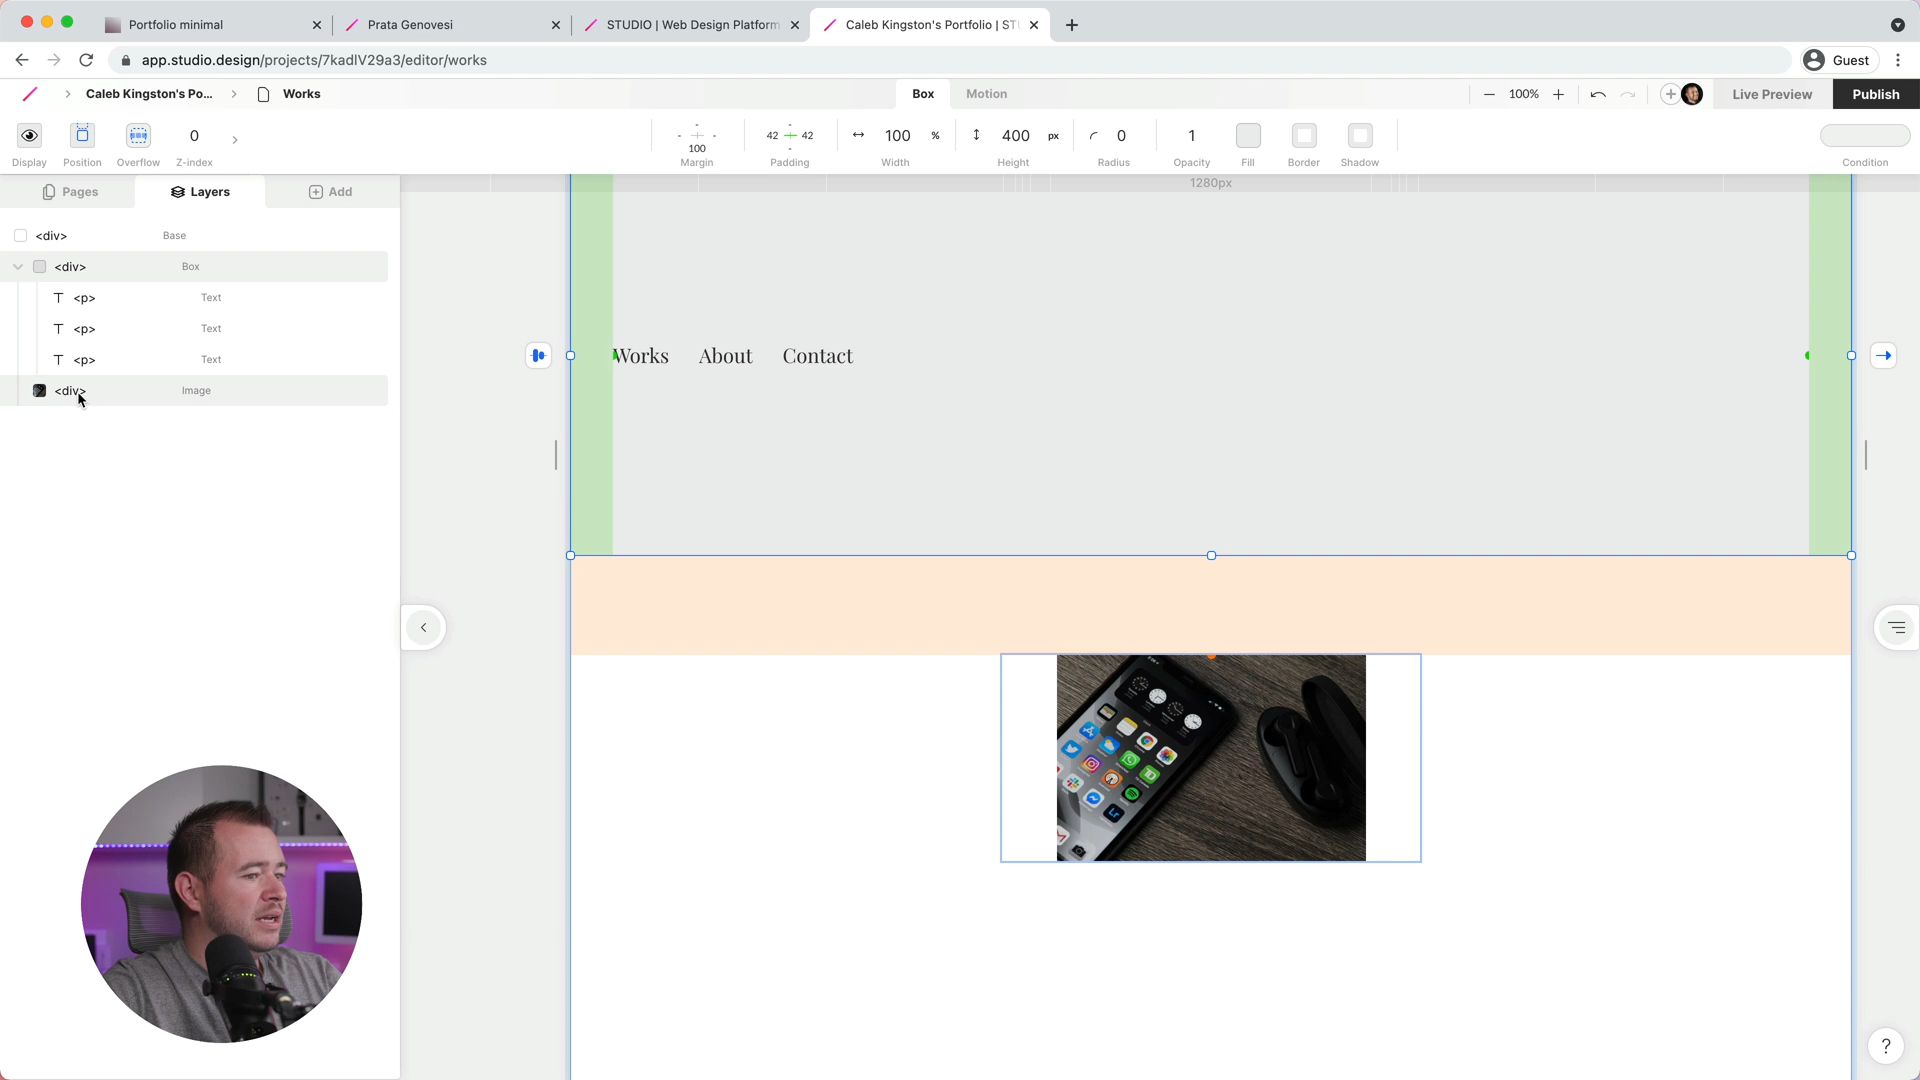 Portfolio minimal
Prata Genovesi
STUDIO | Web Design Platform
Caleb Kingston's Portfolio | STU
app.studio.design/projects/7kadlV29a3/editor/works
Guest
Caleb Kingston's Po...
Works
Box
Motion
100%
Live Preview
Publish
0
100
42
42
100
%
400
px
0
1
Display
Position
Overflow
Z-index
Margin
Padding
Width
Height
Radius
Opacity
Fill
Border
Shadow
Condition
Pages
Layers
Add
1280px
<div>
Base
<div>
Box
<p>
Text
<p>
Text
<p>
Text
<div>
Image
Works
About
Contact
?